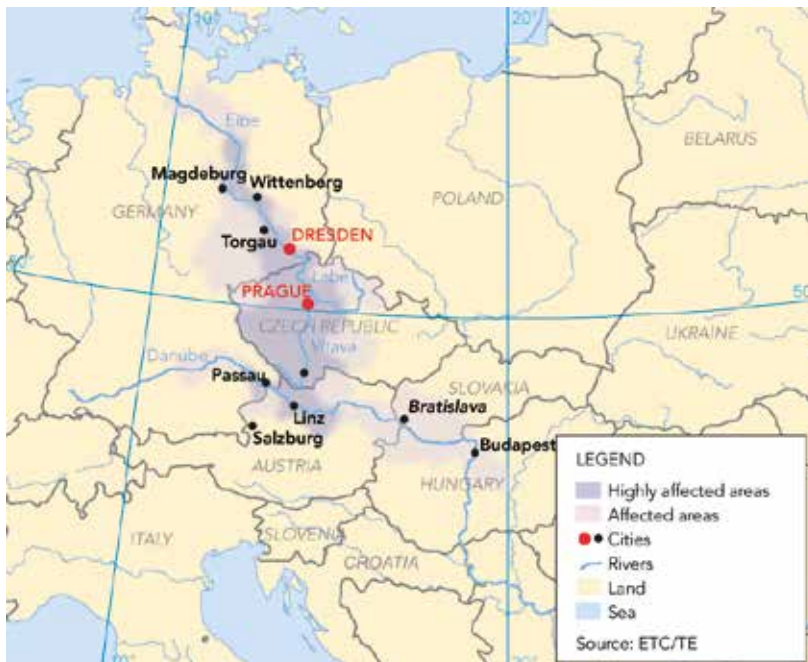 10°
20°
Elbe
BELARUS
Magdeburg
Wittenberg
POLAND
GERMANY
Torgau
DRESDEN
Labe
PRAGUE
50
CZECH REPUBLIC
UKRAINE
Vltava
Danube
Passau
SLOVAKIA
Linz
Bratislava
Salzburg
Budapest
AUSTRIA
HUNGARY
ITALY
SLOVENIA
CROATIA
LEGEND
Highly affected areas
Affected areas
Cities
Rivers
Land
Sea
Source: ETC/TE